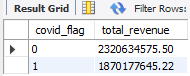 Result Grid Filter Rows:
covid_flag total_revenue
0 2320634575.50
1 1870177645.22